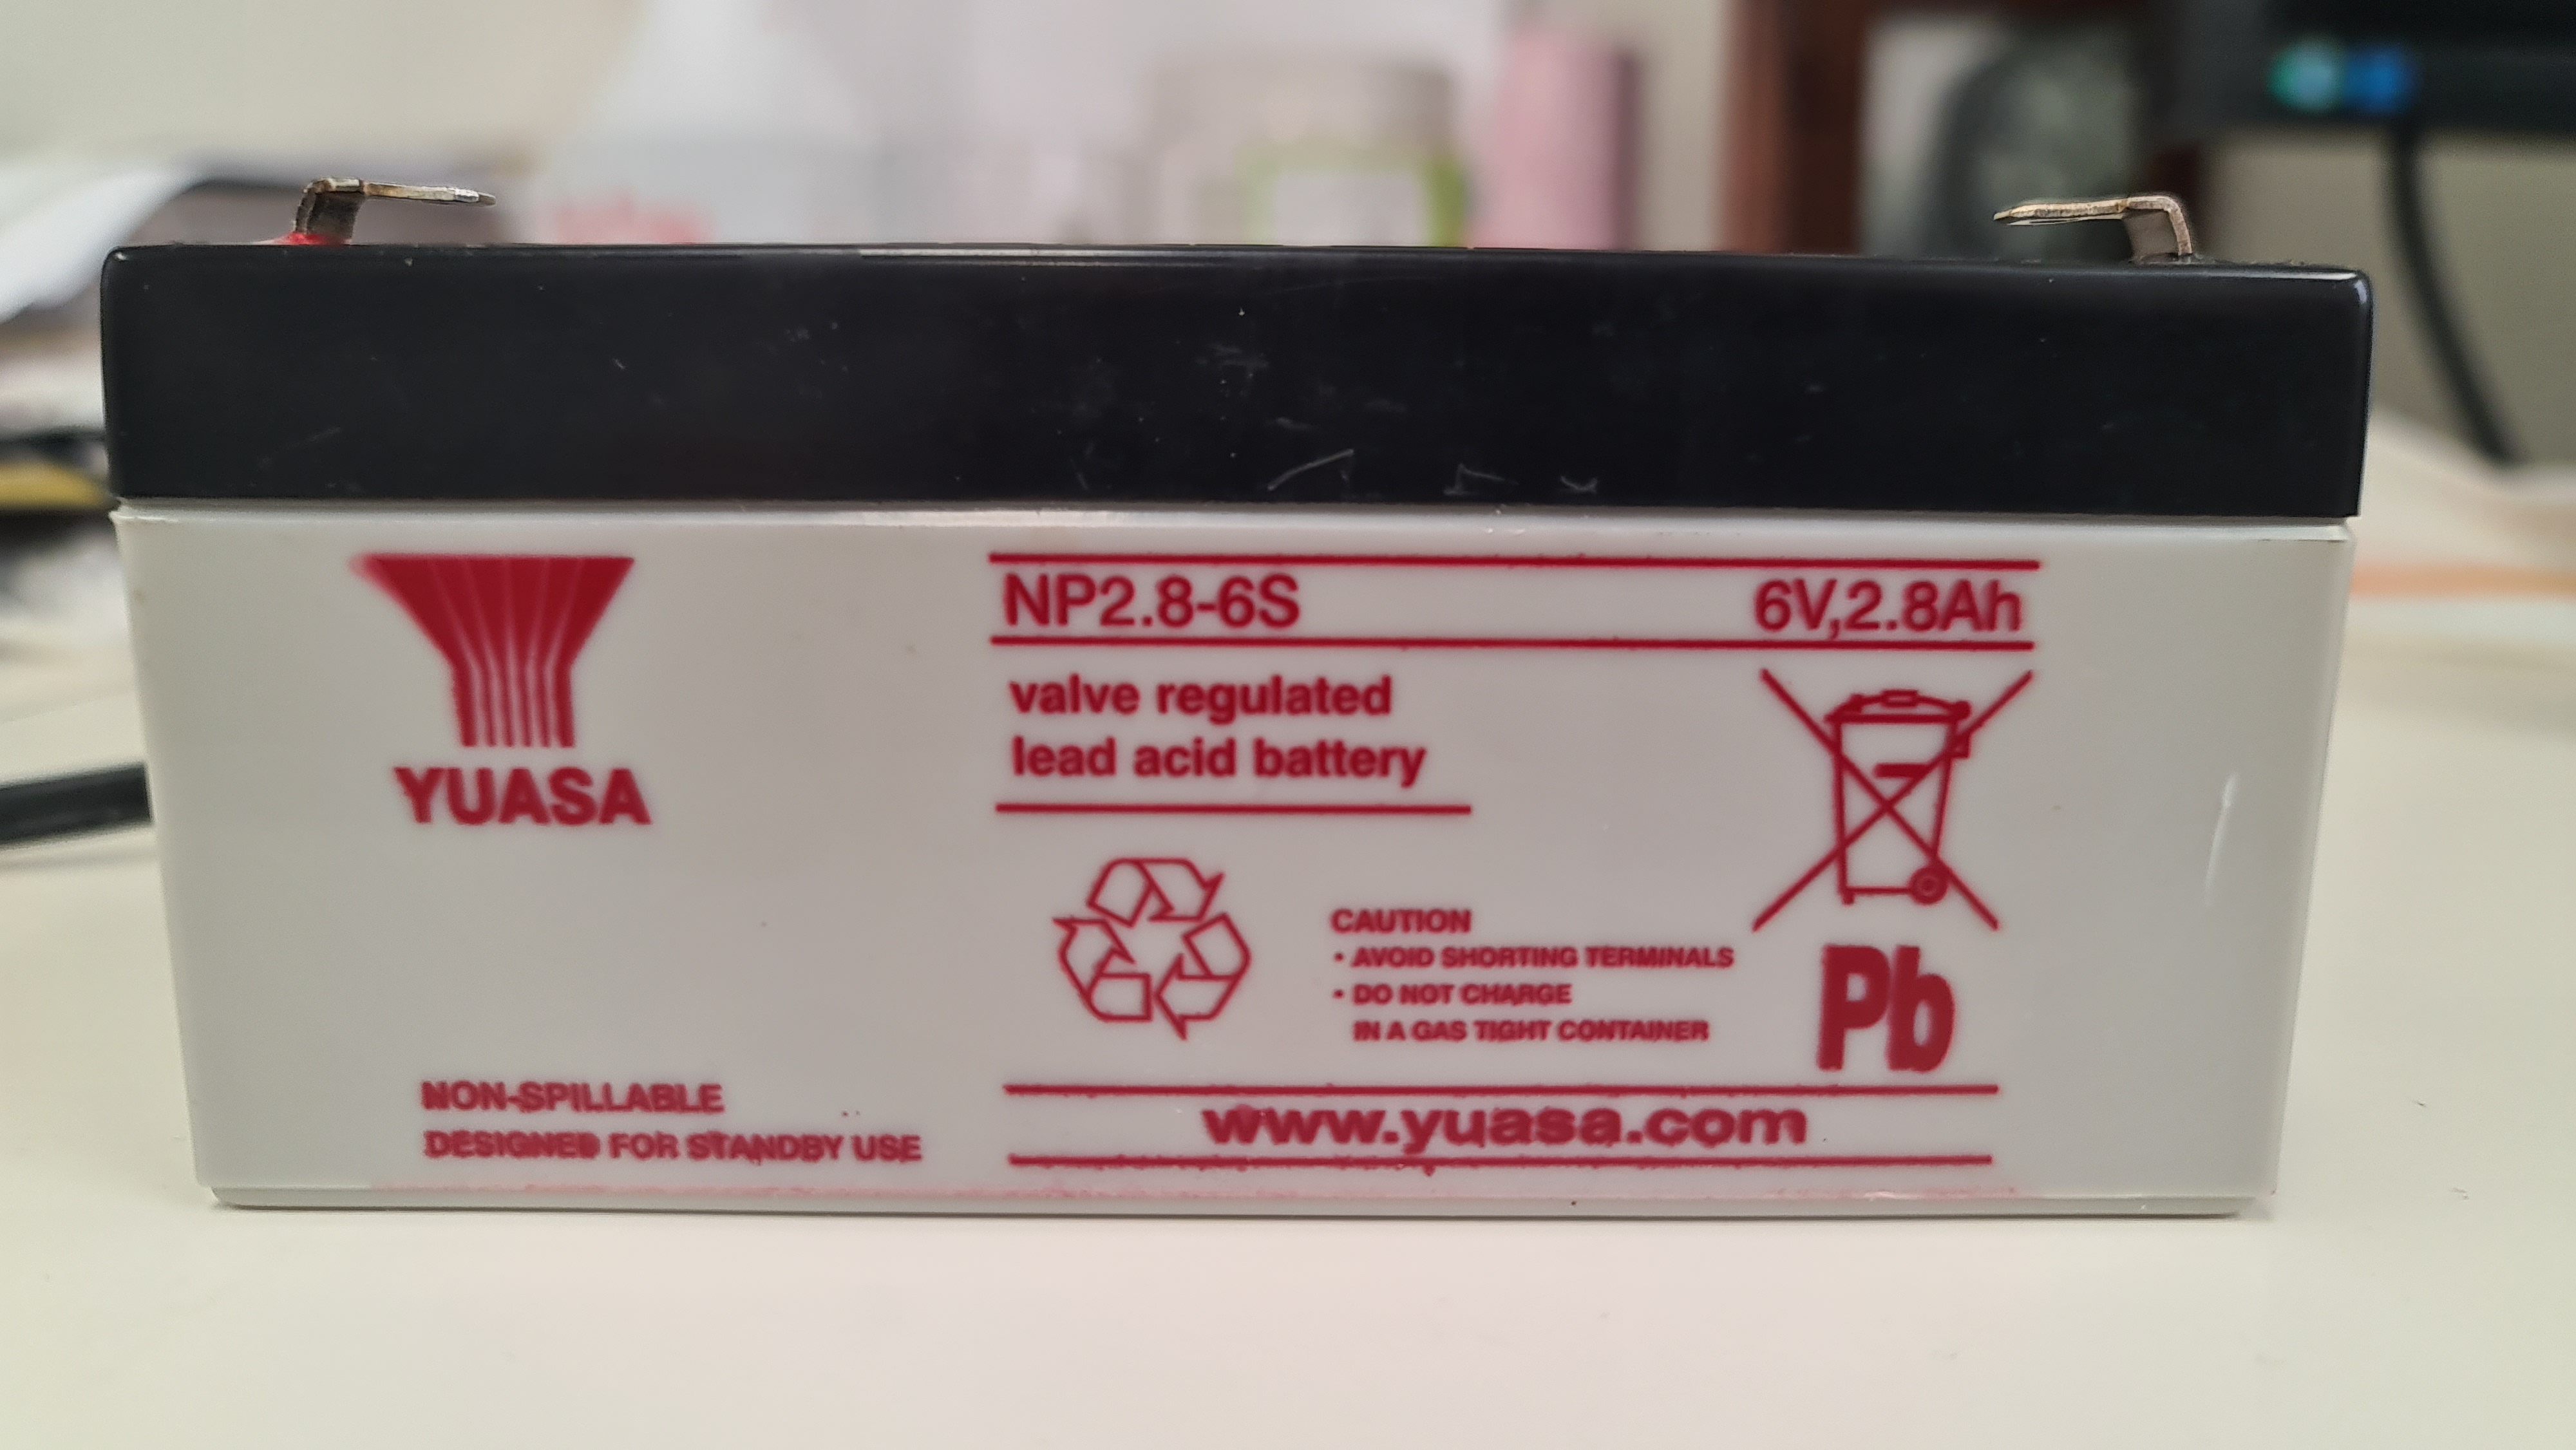 YUASA
NON-SPILLABLE
DESIGNED FOR STANDBY USE
NP2.8-6S 6V,2.8Ah
valve regulated
lead acid battery
CAUTION
• AVOID SHORTING TERMINALS
• DO NOT CHARGE
IN A GAS TIGHT CONTAINER
Pb
www.yuasa.com